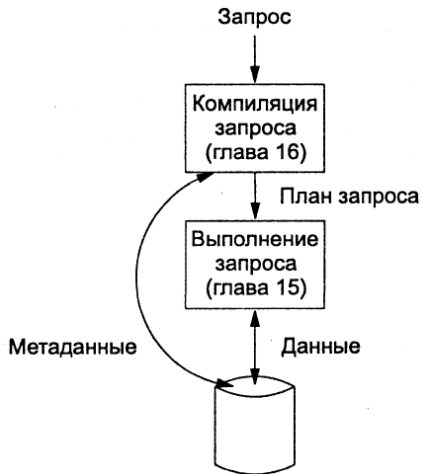 Запрос
Компиляция
запроса
(глава 16)
План запроса
Выполнение
запроса
(глава 15)
Метаданные
Данные